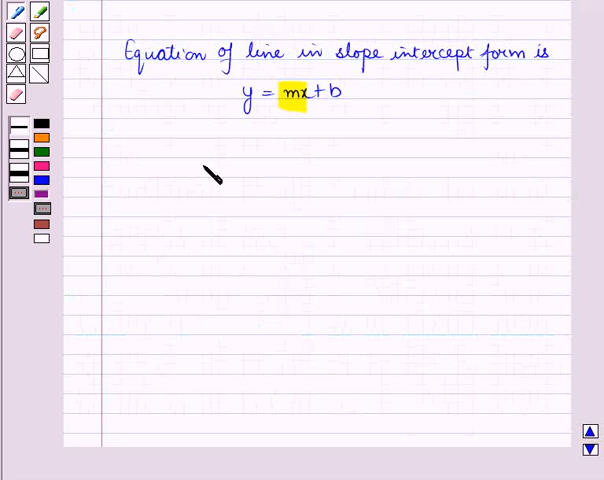 Equation of line in slope intercept form is
y = mx + b